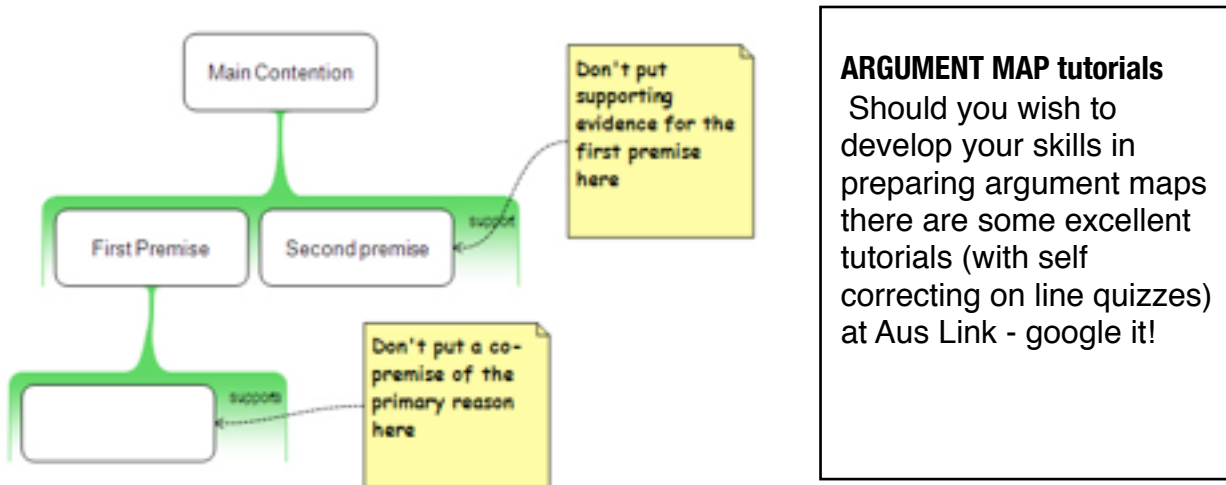 Main Contention
Don't put
supporting
evidence for the
first premise
here
support
First Premise
Second premise
Don't put a co-
premise of the
primary reason
here
supports
ARGUMENT MAP tutorials
Should you wish to
develop your skills in
preparing argument maps
there are some excellent
tutorials (with self
correcting on line quizzes)
at Aus Link - google it!